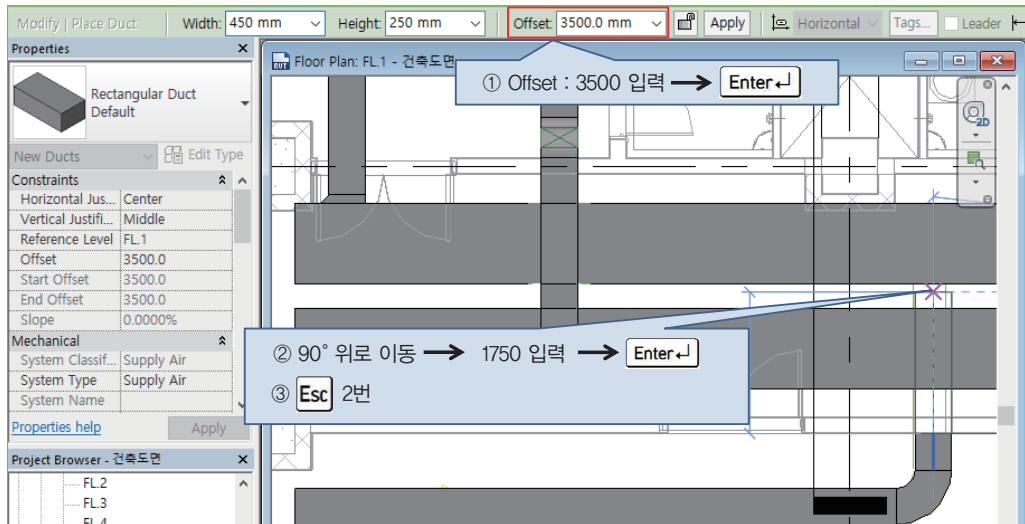 Modify | Place Duct Width: 450 mm Height: 250 mm Offset: 3500.0 mm Apply Horizontal Tags... Leader
Properties
Rectangular Duct
Default
New Ducts Edit Type
Constraints
Horizontal Jus... Center
Vertical Justifi... Middle
Reference Level FL.1
Offset 3500.0
Start Offset 3500.0
End Offset 3500.0
Slope 0.0000%
Mechanical
System Classif... Supply Air
System Type Supply Air
System Name
Properties help Apply
Project Browser - 건축도면
FL.2
FL.3
FL.4
RVT Floor Plan: FL.1 - 건축도면
① Offset : 3500 입력 → Enter↵
2D
② 90° 위로 이동 → 1750 입력 → Enter↵
③ Esc 2번